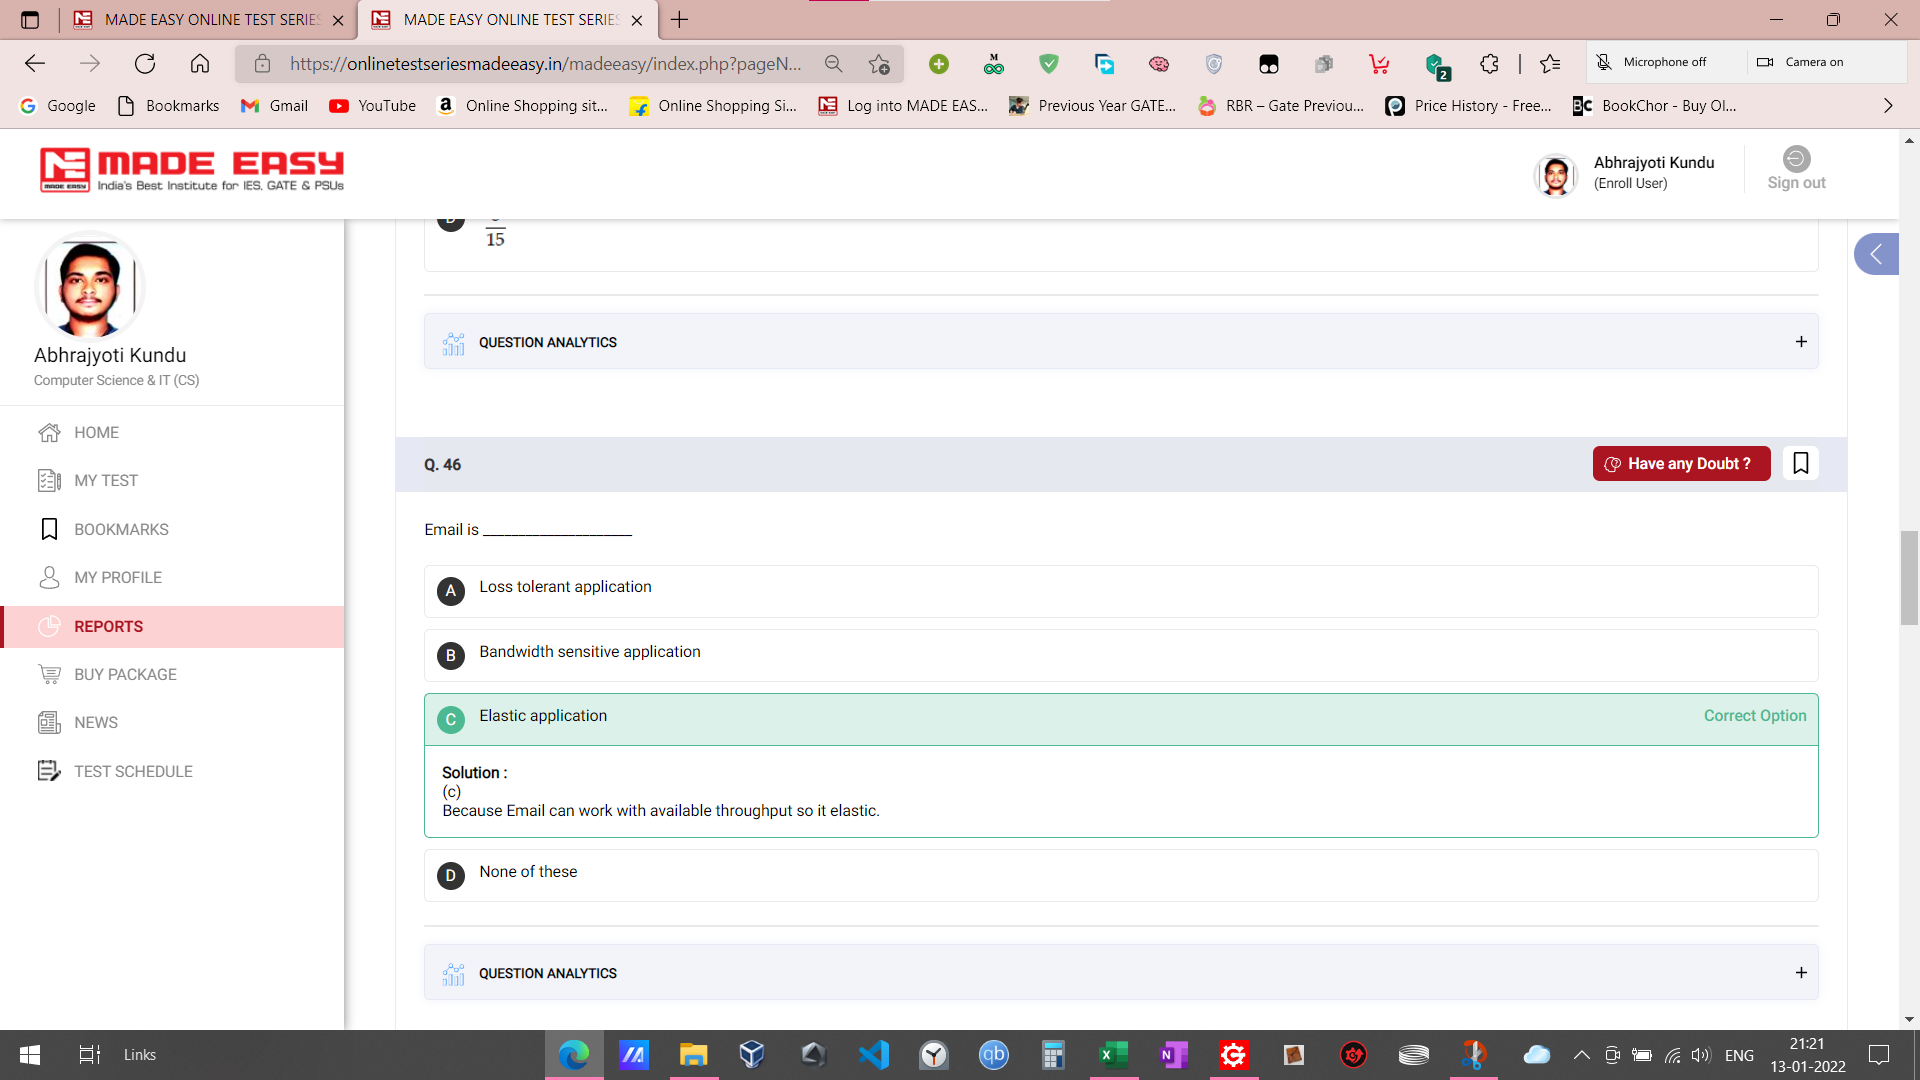 MADE EASY ONLINE TEST SERIES
MADE EASY ONLINE TEST SERIES
https://onlinetestseriesmadeeasy.in/madeeasy/index.php?pageN...
M
2
Microphone off
Camera on
Google
Bookmarks
Gmail
YouTube
Online Shopping sit...
Online Shopping Si...
Log into MADE EAS...
Previous Year GATE...
RBR – Gate Previou...
Price History - Free...
BookChor - Buy Ol...
MADE EASY
MADE EASY
India's Best Institute for IES, GATE & PSUs
Abhrajyoti Kundu
(Enroll User)
Sign out
Abhrajyoti Kundu
Computer Science & IT (CS)
HOME
MY TEST
BOOKMARKS
MY PROFILE
REPORTS
BUY PACKAGE
NEWS
TEST SCHEDULE
15
QUESTION ANALYTICS
+
Q. 46
Have any Doubt ?
Email is _____________________
A
Loss tolerant application
B
Bandwidth sensitive application
C
Elastic application
Correct Option
Solution :
(c)
Because Email can work with available throughput so it elastic.
D
None of these
QUESTION ANALYTICS
+
Links
qb
ENG
21:21
13-01-2022